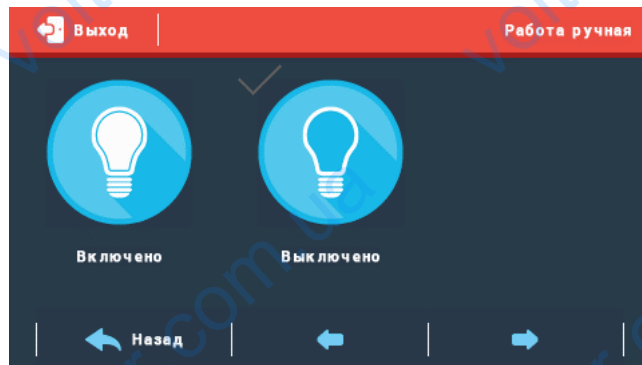 Выход
Работа ручная
Включено
Выключено
Назад